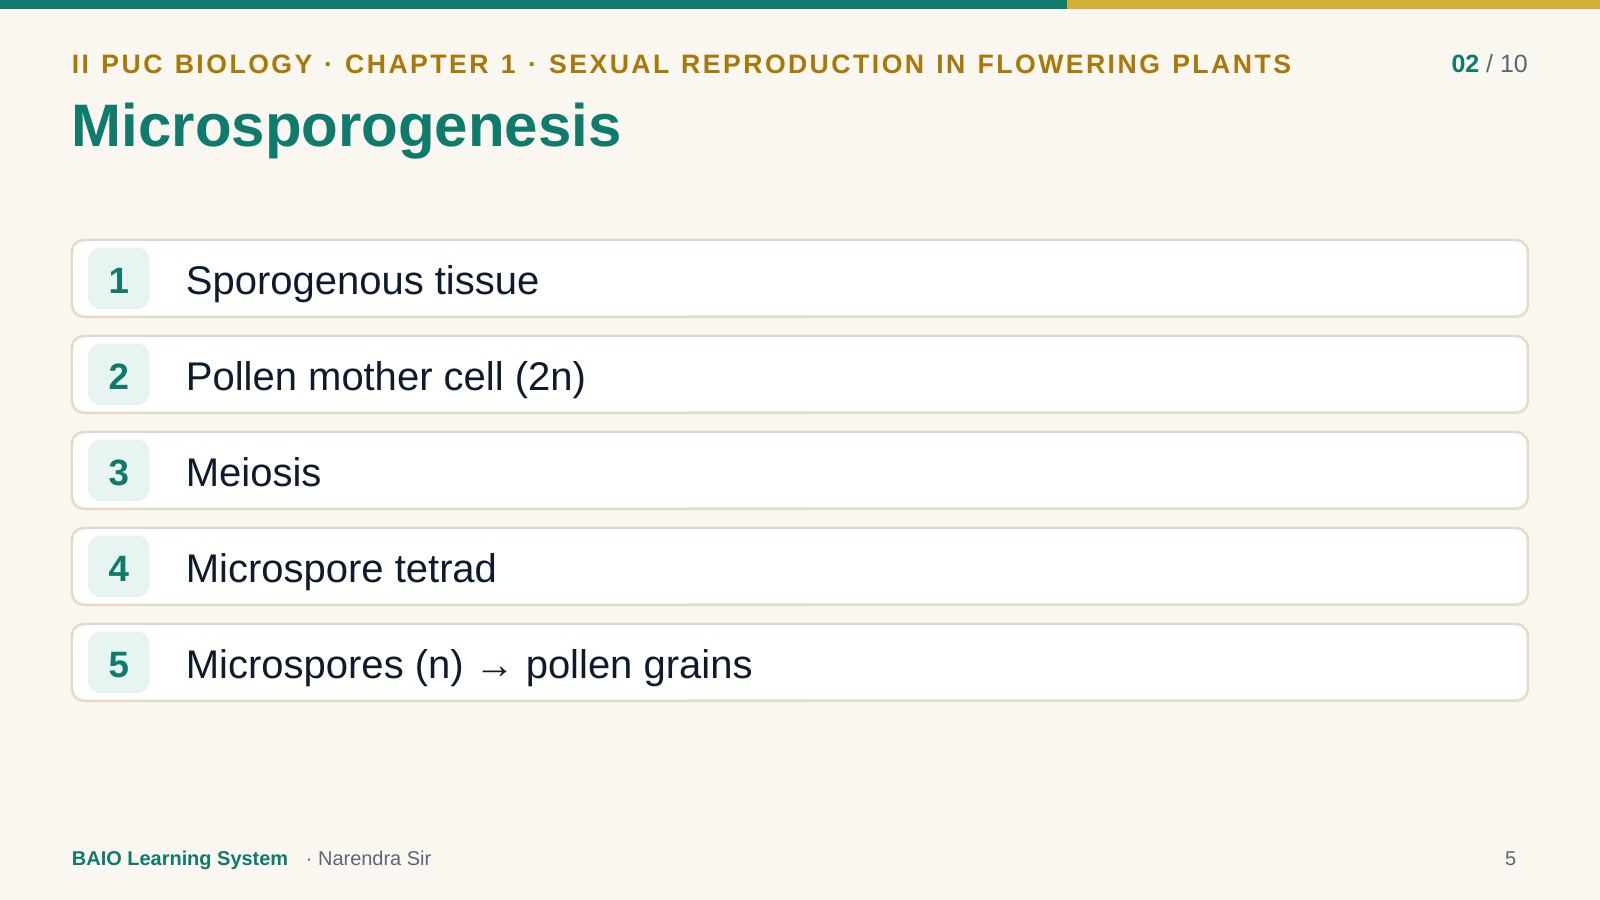 II PUC BIOLOGY · CHAPTER 1 · SEXUAL REPRODUCTION IN FLOWERING PLANTS
02 / 10
Microsporogenesis
1 Sporogenous tissue
2 Pollen mother cell (2n)
3 Meiosis
4 Microspore tetrad
5 Microspores (n) → pollen grains
BAIO Learning System · Narendra Sir
5